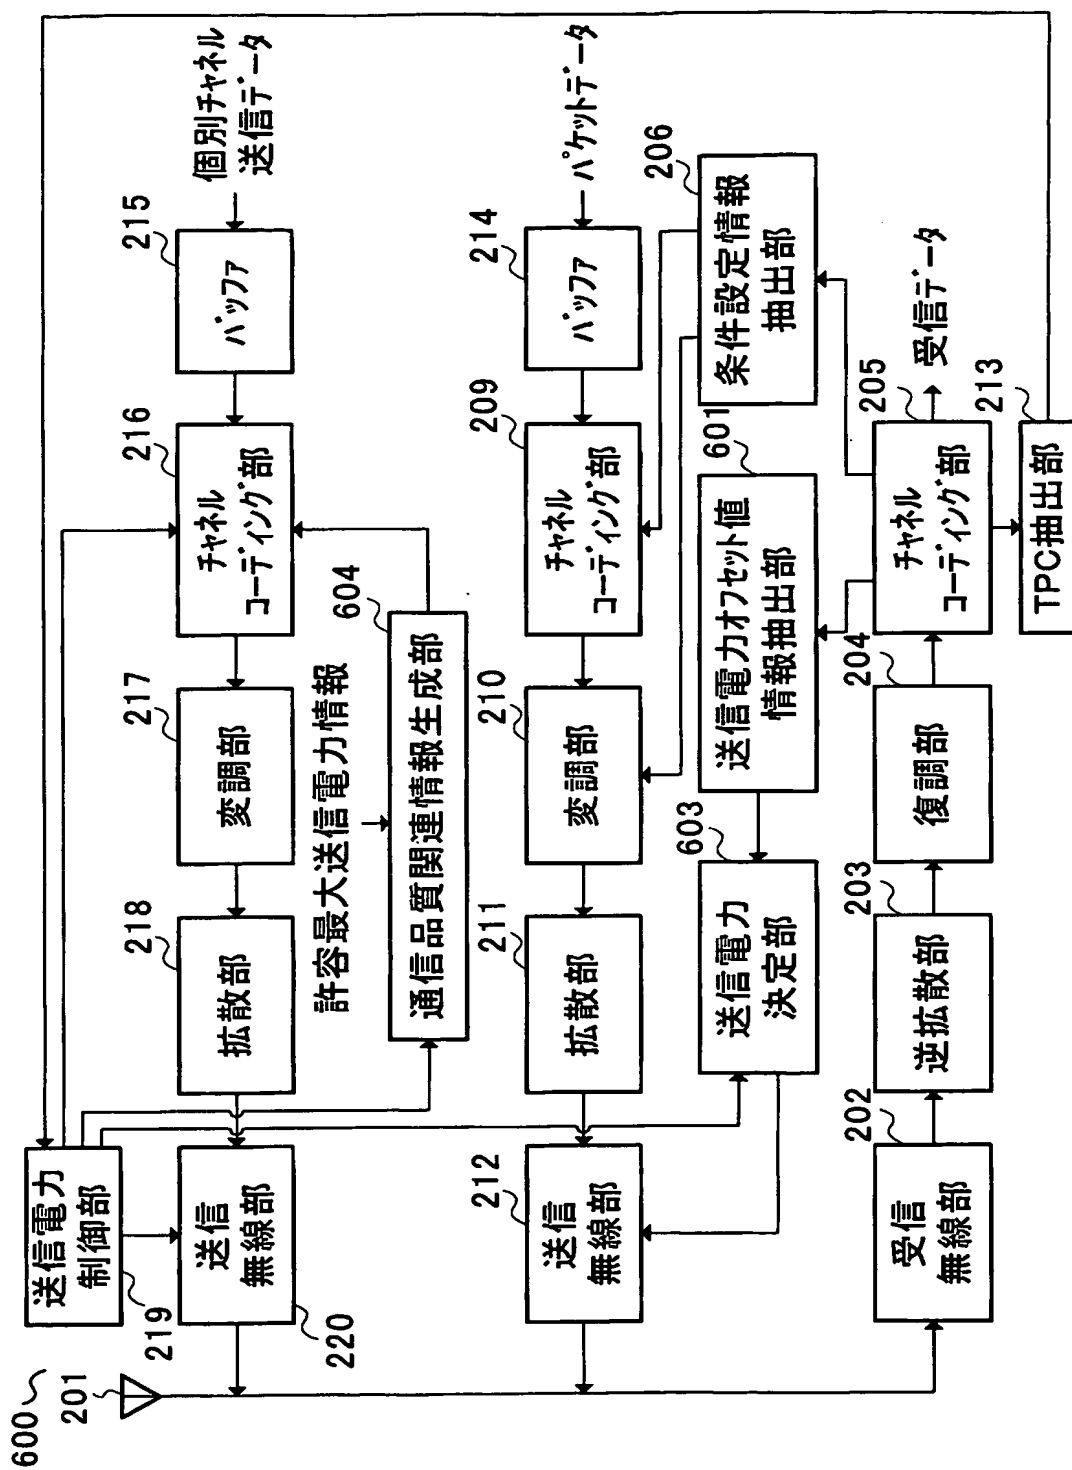 600
201
送信電力
制御部
219
送信
無線部
220
拡散部
218
変調部
217
チャネル
コーディング部
216
バッファ
215
個別チャネル
送信データ
許容最大送信電力情報
通信品質関連情報生成部
604
送信
無線部
212
拡散部
211
変調部
210
チャネル
コーディング部
209
バッファ
214
パケットデータ
送信電力
決定部
603
送信電力オフセット値
情報抽出部
601
条件設定情報
抽出部
206
受信
無線部
202
逆拡散部
203
復調部
204
チャネル
コーディング部
205
受信データ
TPC抽出部
213